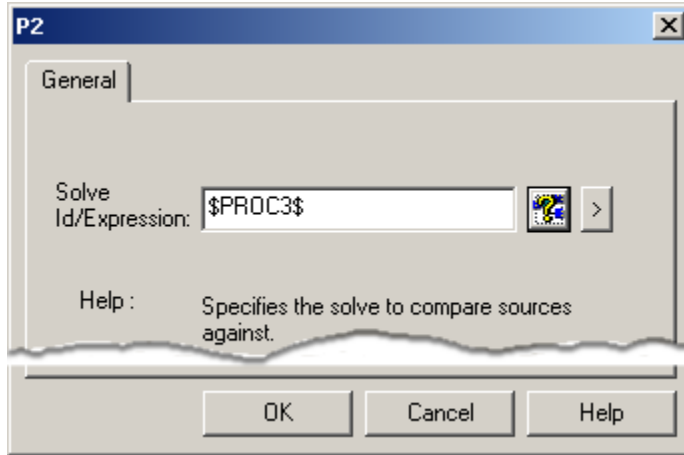 P2
General
Solve
Id/Expression: $PROC3$ >
Help : Specifies the solve to compare sources
against.
OK Cancel Help